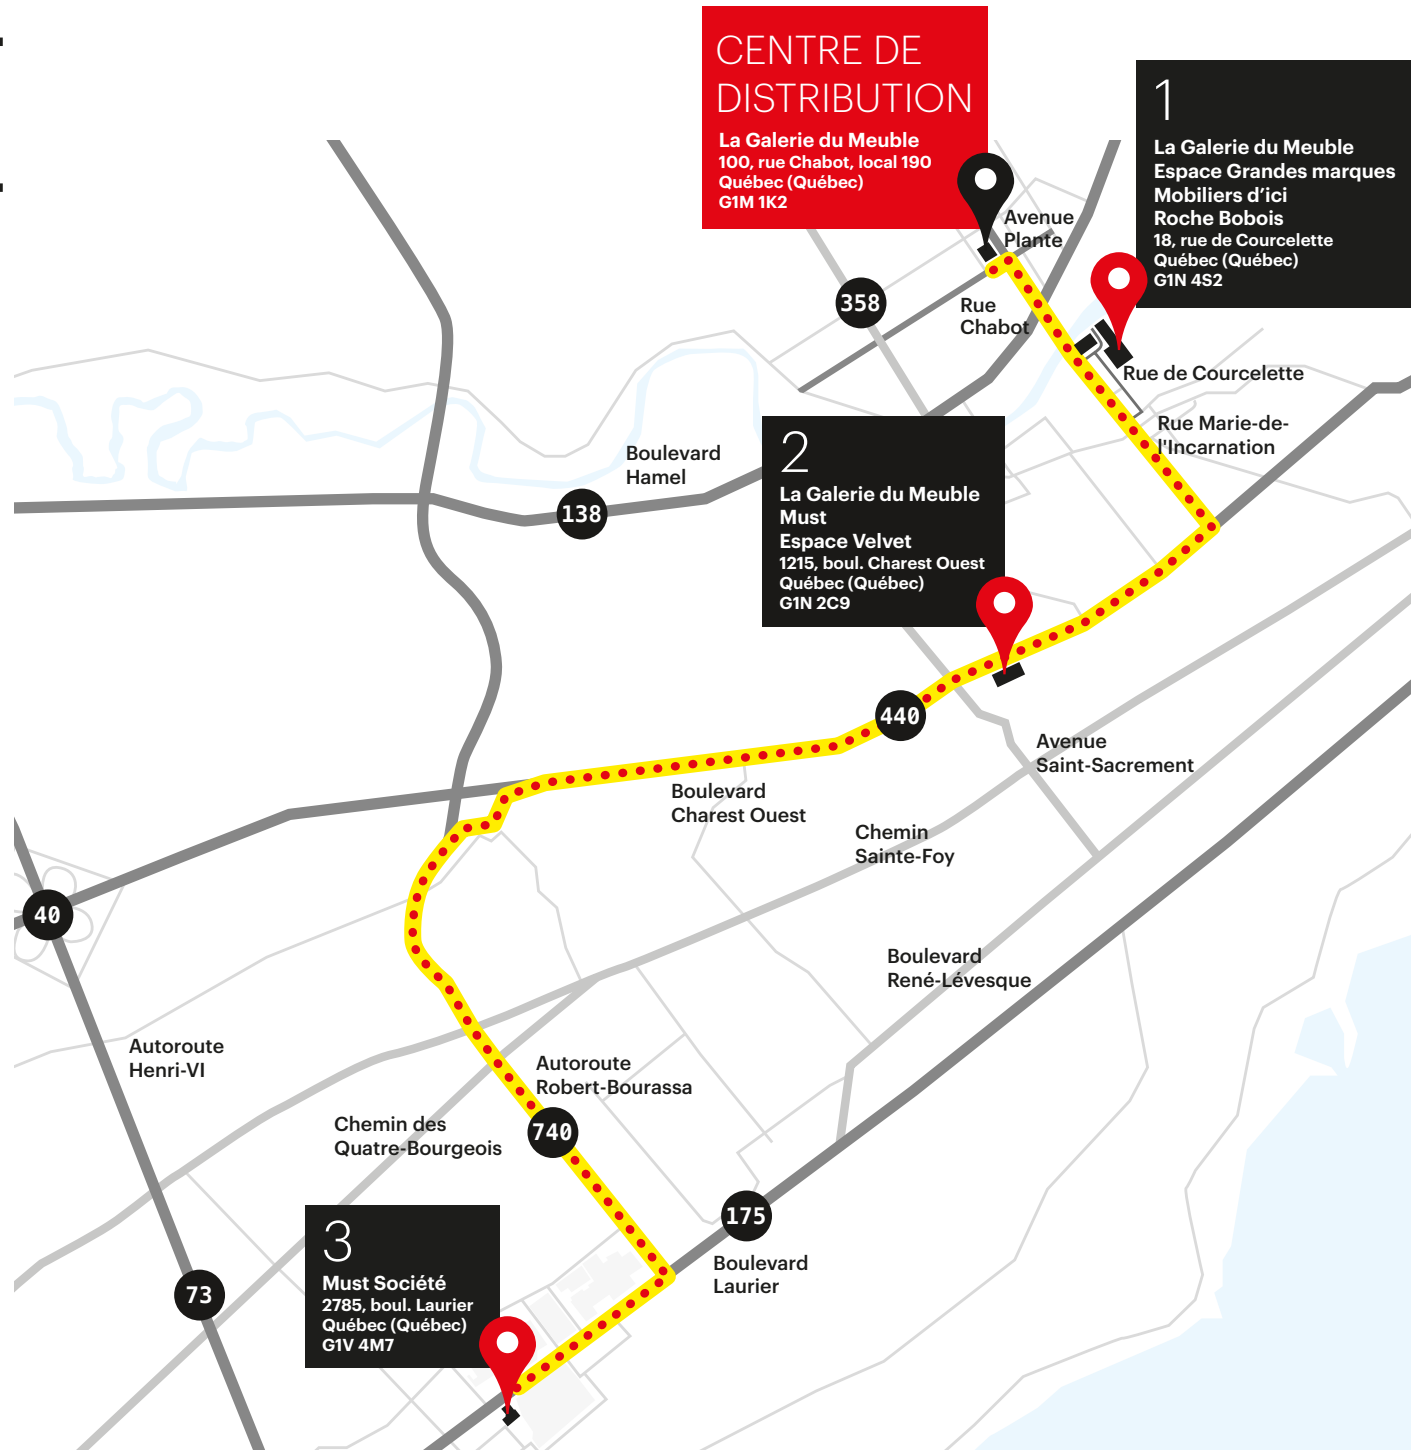 CENTRE DE
DISTRIBUTION
La Galerie du Meuble
100, rue Chabot, local 190
Québec (Québec)
G1M 1K2
1
La Galerie du Meuble
Espace Grandes marques
Mobiliers d'ici
Roche Bobois
18, rue de Courcelette
Québec (Québec)
G1N 4S2
Avenue
Plante
358
Rue
Chabot
Rue de Courcelette
Rue Marie-de-
l'Incarnation
2
La Galerie du Meuble
Must
Espace Velvet
1215, boul. Charest Ouest
Québec (Québec)
G1N 2C9
Boulevard
Hamel
138
440
Avenue
Saint-Sacrement
Boulevard
Charest Ouest
Chemin
Sainte-Foy
40
Boulevard
René-Lévesque
Autoroute
Henri-VI
Autoroute
Robert-Bourassa
Chemin des
Quatre-Bourgeois
740
175
Boulevard
Laurier
3
Must Société
2785, boul. Laurier
Québec (Québec)
G1V 4M7
73